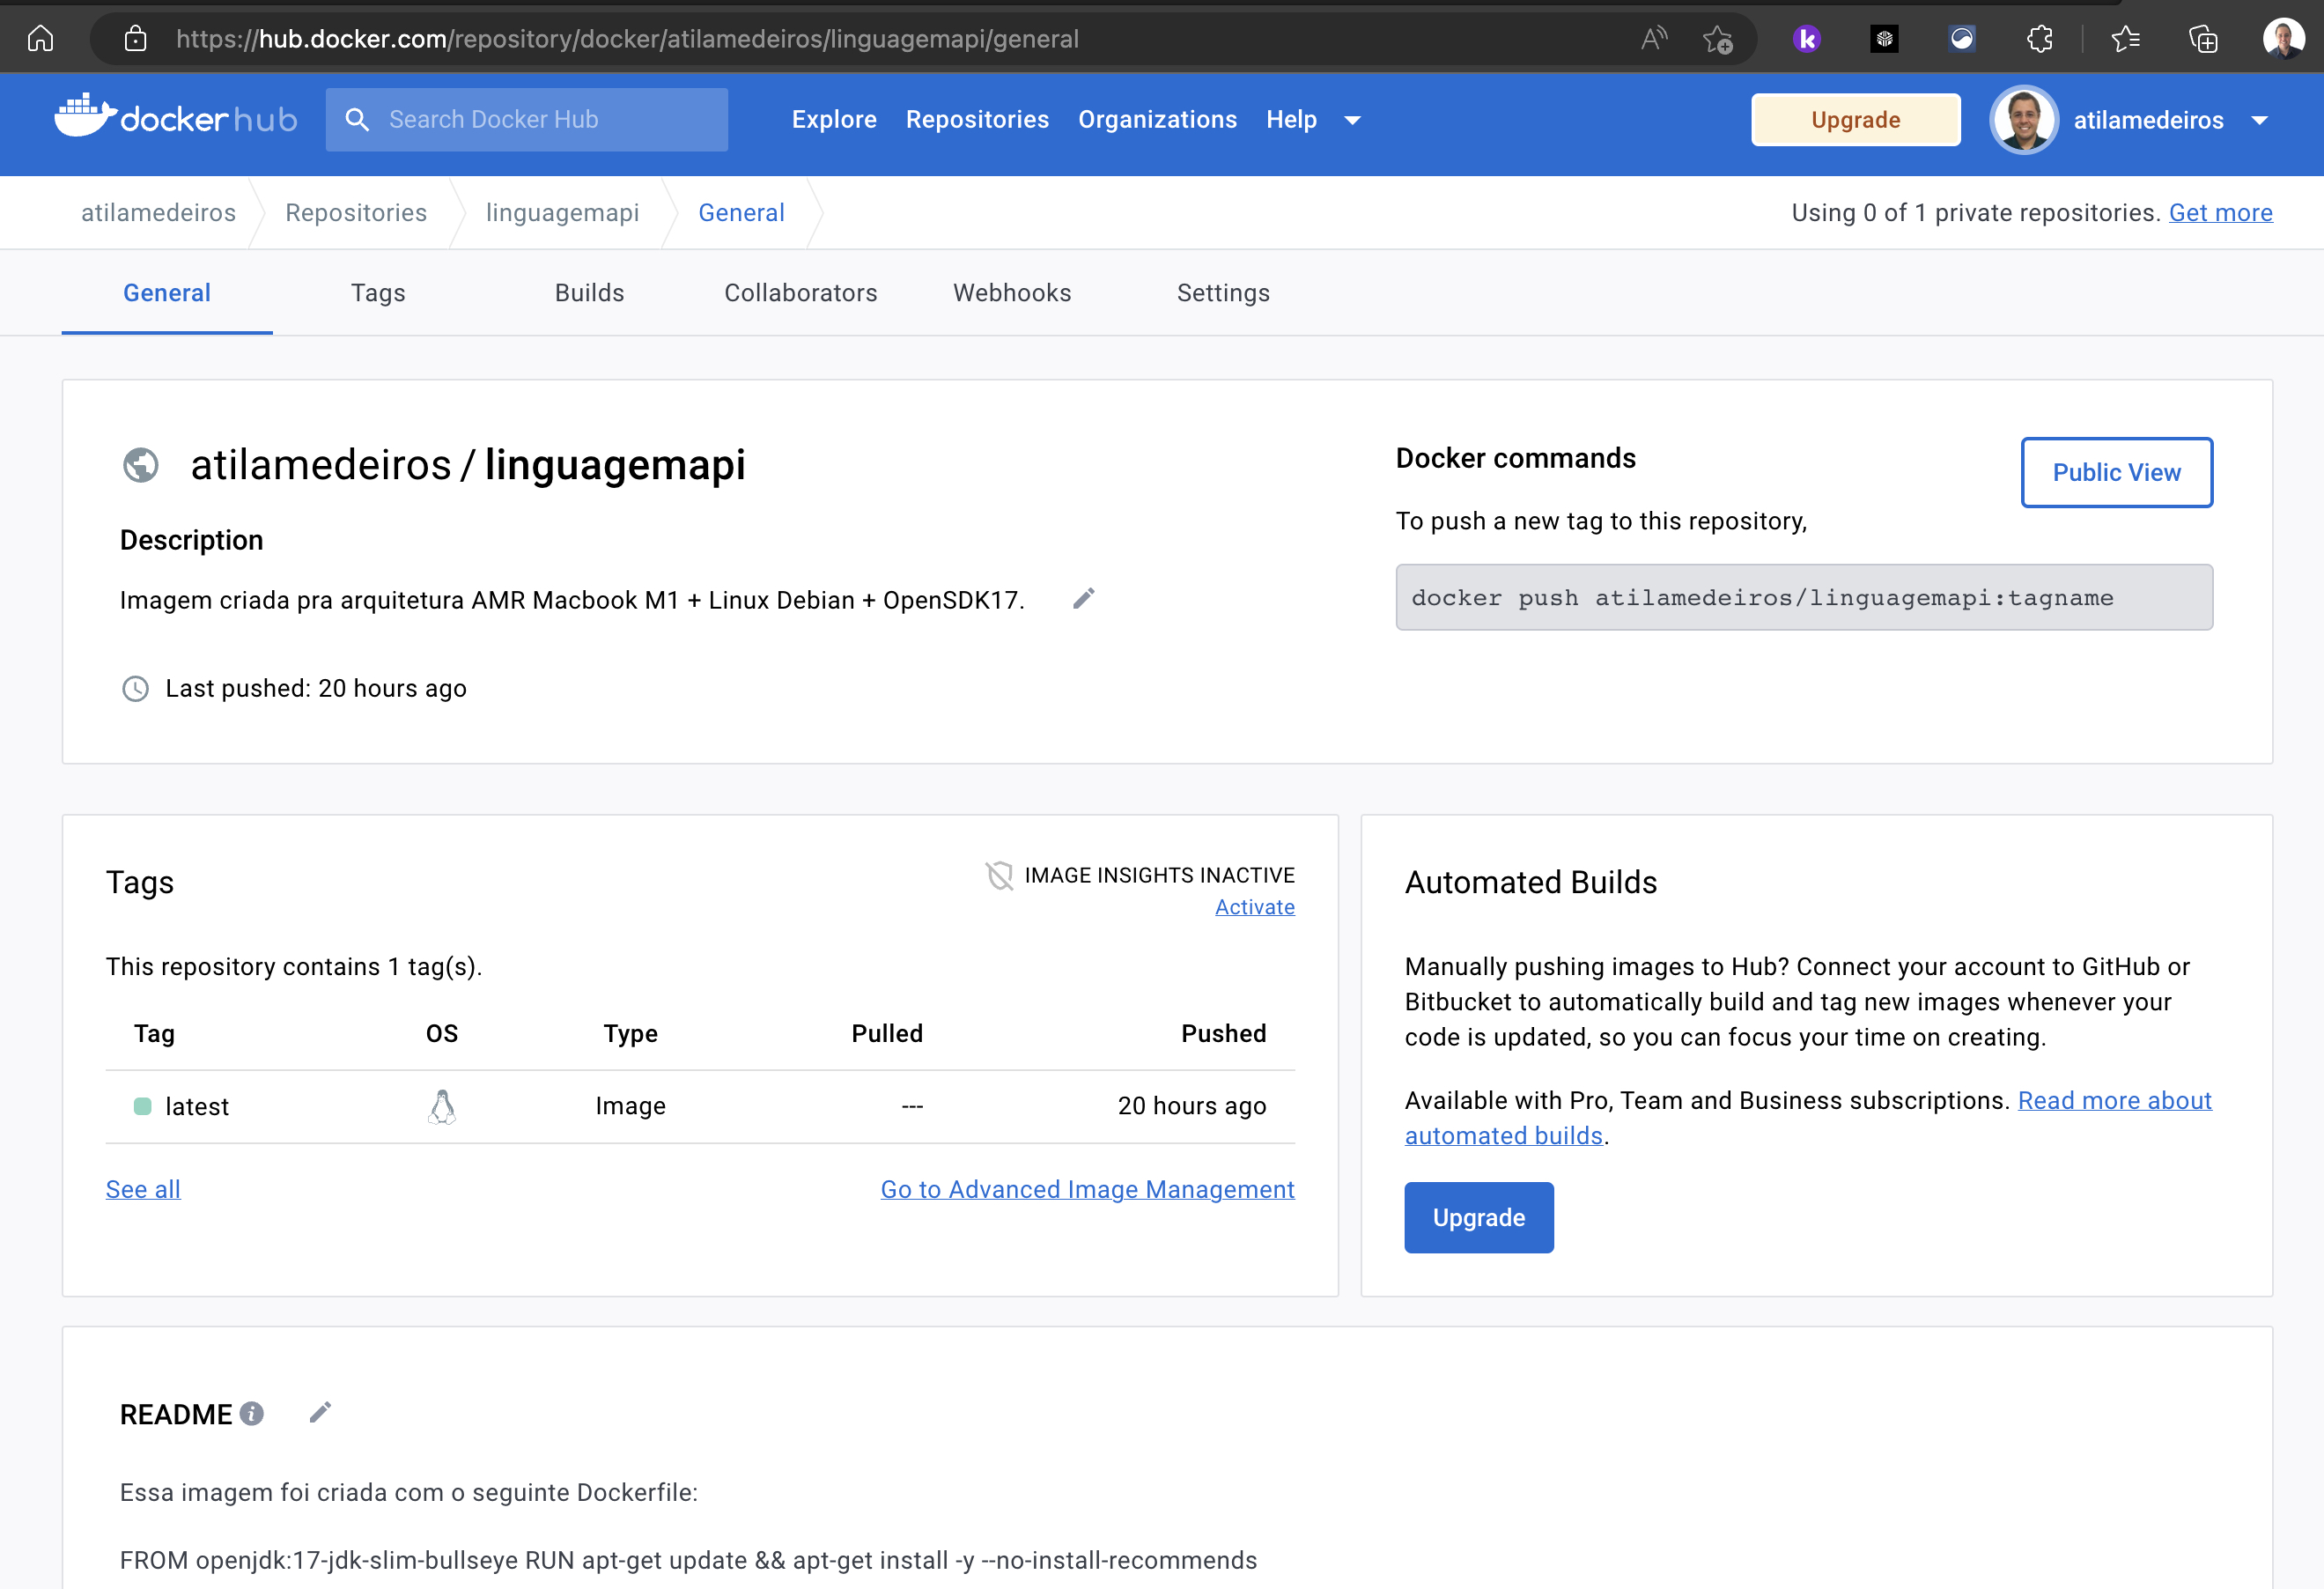 https://hub.docker.com/repository/docker/atilamedeiros/linguagemapi/general
dockerhub
Search Docker Hub
Explore
Repositories
Organizations
Help
Upgrade
atilamedeiros
atilamedeiros
Repositories
linguagemapi
General
Using 0 of 1 private repositories. Get more
General
Tags
Builds
Collaborators
Webhooks
Settings
atilamedeiros / linguagemapi
Description
Imagem criada pra arquitetura AMR Macbook M1 + Linux Debian + OpenSDK17.
Last pushed: 20 hours ago
Docker commands
Public View
To push a new tag to this repository,
docker push atilamedeiros/linguagemapi:tagname
Tags
IMAGE INSIGHTS INACTIVE
Activate
This repository contains 1 tag(s).
Tag OS Type Pulled Pushed
latest Image --- 20 hours ago
See all
Go to Advanced Image Management
Automated Builds
Manually pushing images to Hub? Connect your account to GitHub or
Bitbucket to automatically build and tag new images whenever your
code is updated, so you can focus your time on creating.
Available with Pro, Team and Business subscriptions. Read more about
automated builds.
Upgrade
README
Essa imagem foi criada com o seguinte Dockerfile:
FROM openjdk:17-jdk-slim-bullseye RUN apt-get update && apt-get install -y --no-install-recommends